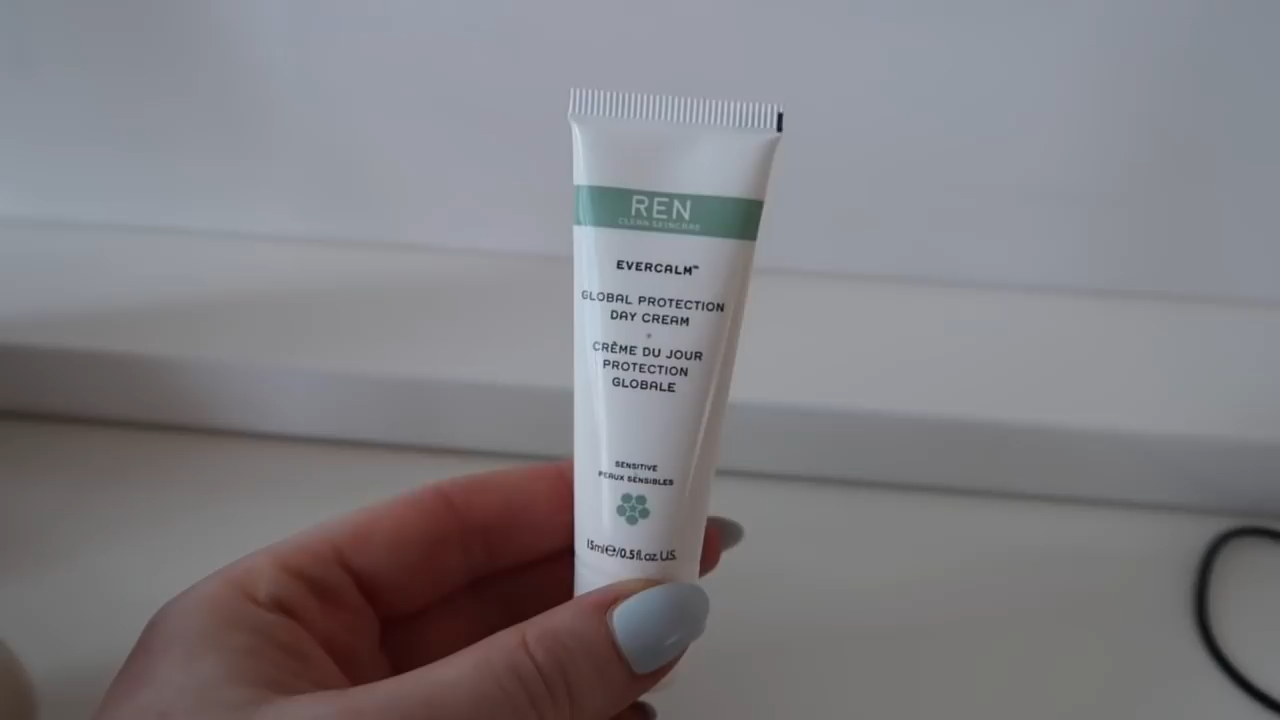 REN
CLEAN SKINCARE
EVERCALM™
GLOBAL PROTECTION
DAY CREAM
CRÈME DU JOUR
PROTECTION
GLOBALE
SENSITIVE
PEAUX SENSIBLES
15ml℮/0.5fl.oz.US.